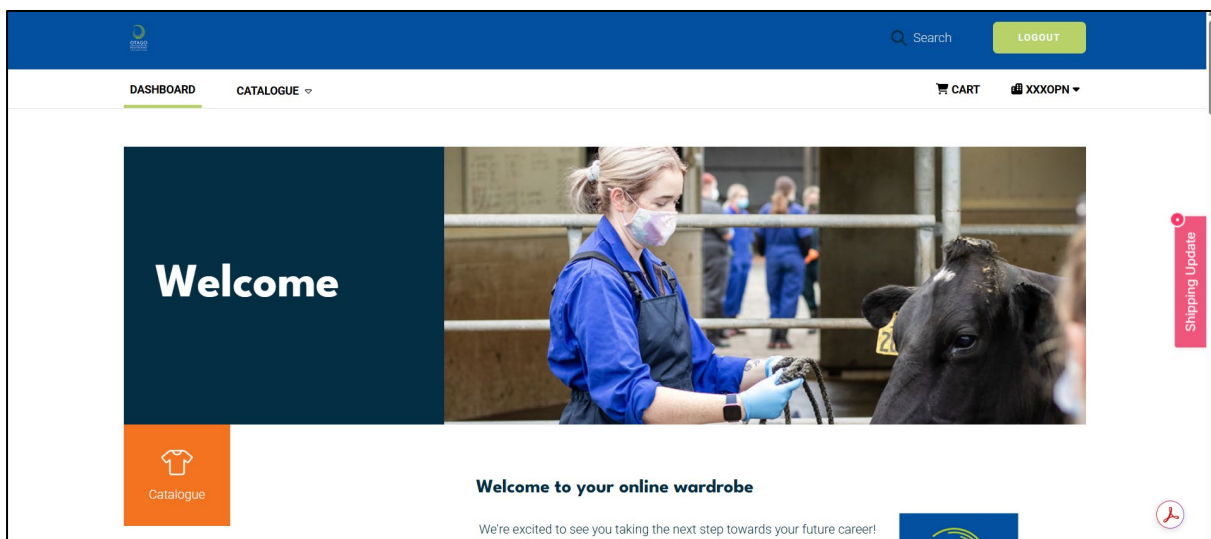 OTAGO
Search
LOGOUT
DASHBOARD
CATALOGUE
CART
XXXOPN
Welcome
Shipping Update
Catalogue
Welcome to your online wardrobe
We're excited to see you taking the next step towards your future career!